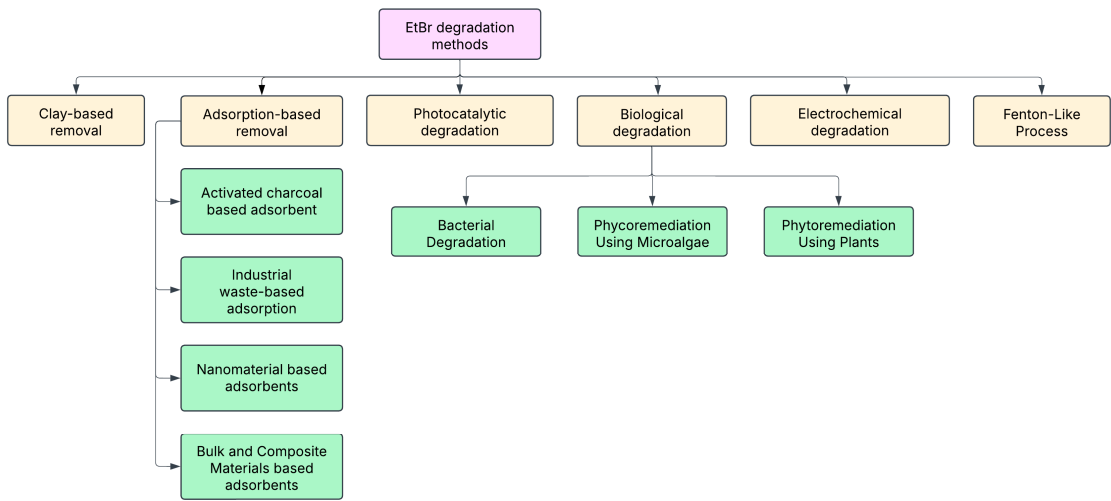 EtBr degradation
methods
Clay-based
removal
Adsorption-based
removal
Photocatalytic
degradation
Biological
degradation
Electrochemical
degradation
Fenton-Like
Process
Activated charcoal
based adsorbent
Industrial
waste-based
adsorption
Nanomaterial based
adsorbents
Bulk and Composite
Materials based
adsorbents
Bacterial
Degradation
Phycoremediation
Using Microalgae
Phytoremediation
Using Plants